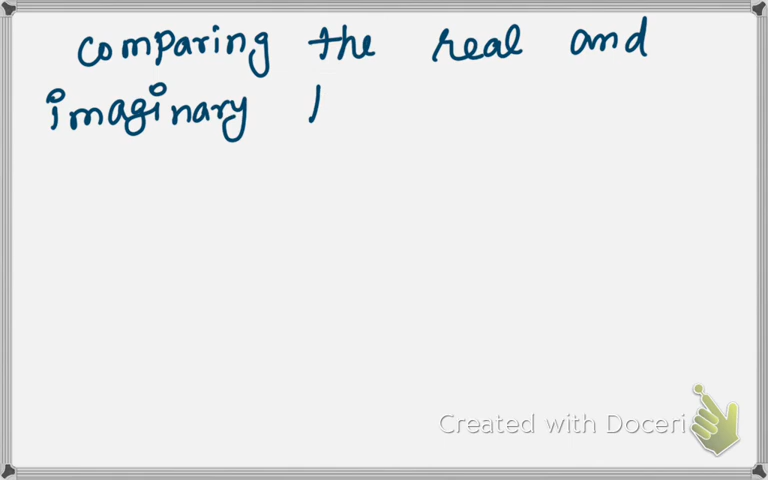 comparing the real and
imaginary
Created with Doceri